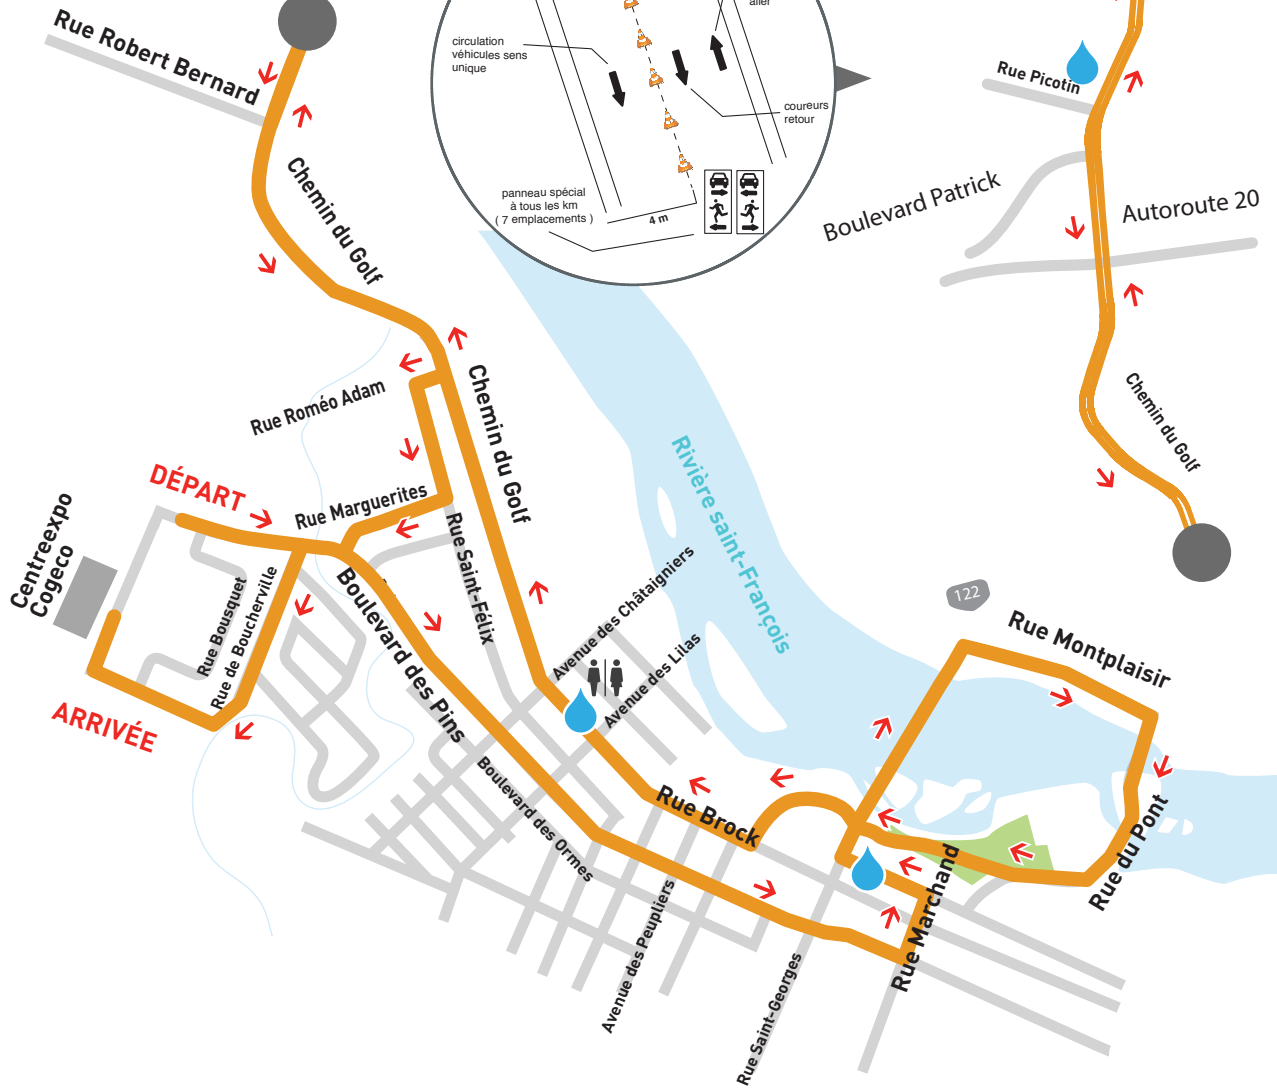 aller
circulation
véhicules sens
unique
coureurs
retour
panneau spécial
à tous les km
( 7 emplacements )
4 m
Rue Robert Bernard
Chemin du Golf
Rue Picotin
Boulevard Patrick
Autoroute 20
Chemin du Golf
Rue Roméo Adam
Chemin du Golf
Rivière saint-François
DÉPART
Rue Marguerites
Centreexpo
Cogeco
Rue Saint-Félix
Rue Bousquet
Rue de Boucherville
Boulevard des Pins
Avenue des Châtaigniers
Avenue des Lilas
122
Rue Montplaisir
ARRIVÉE
Boulevard des Ormes
Rue Brock
Rue du Pont
Rue Marchand
Avenue des Peupliers
Rue Saint-Georges